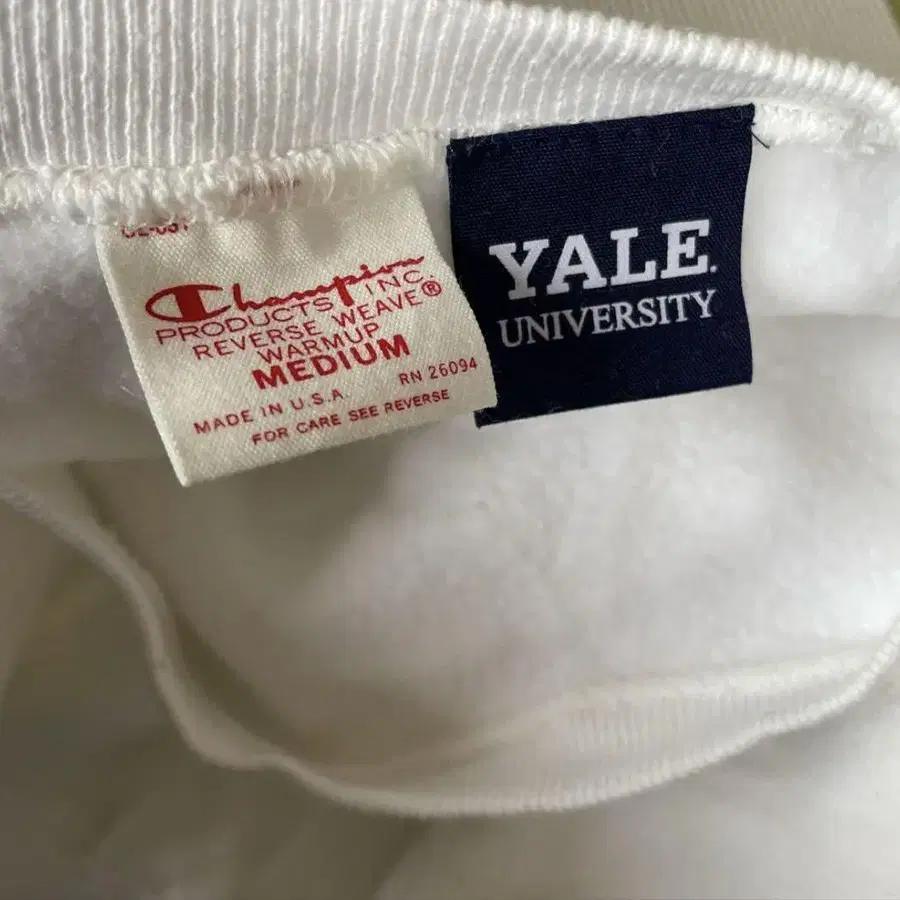 Champion
PRODUCTS INC.
REVERSE WEAVE®
WARMUP
MEDIUM
RN 26094
MADE IN U.S.A.
FOR CARE SEE REVERSE
YALE.
UNIVERSITY